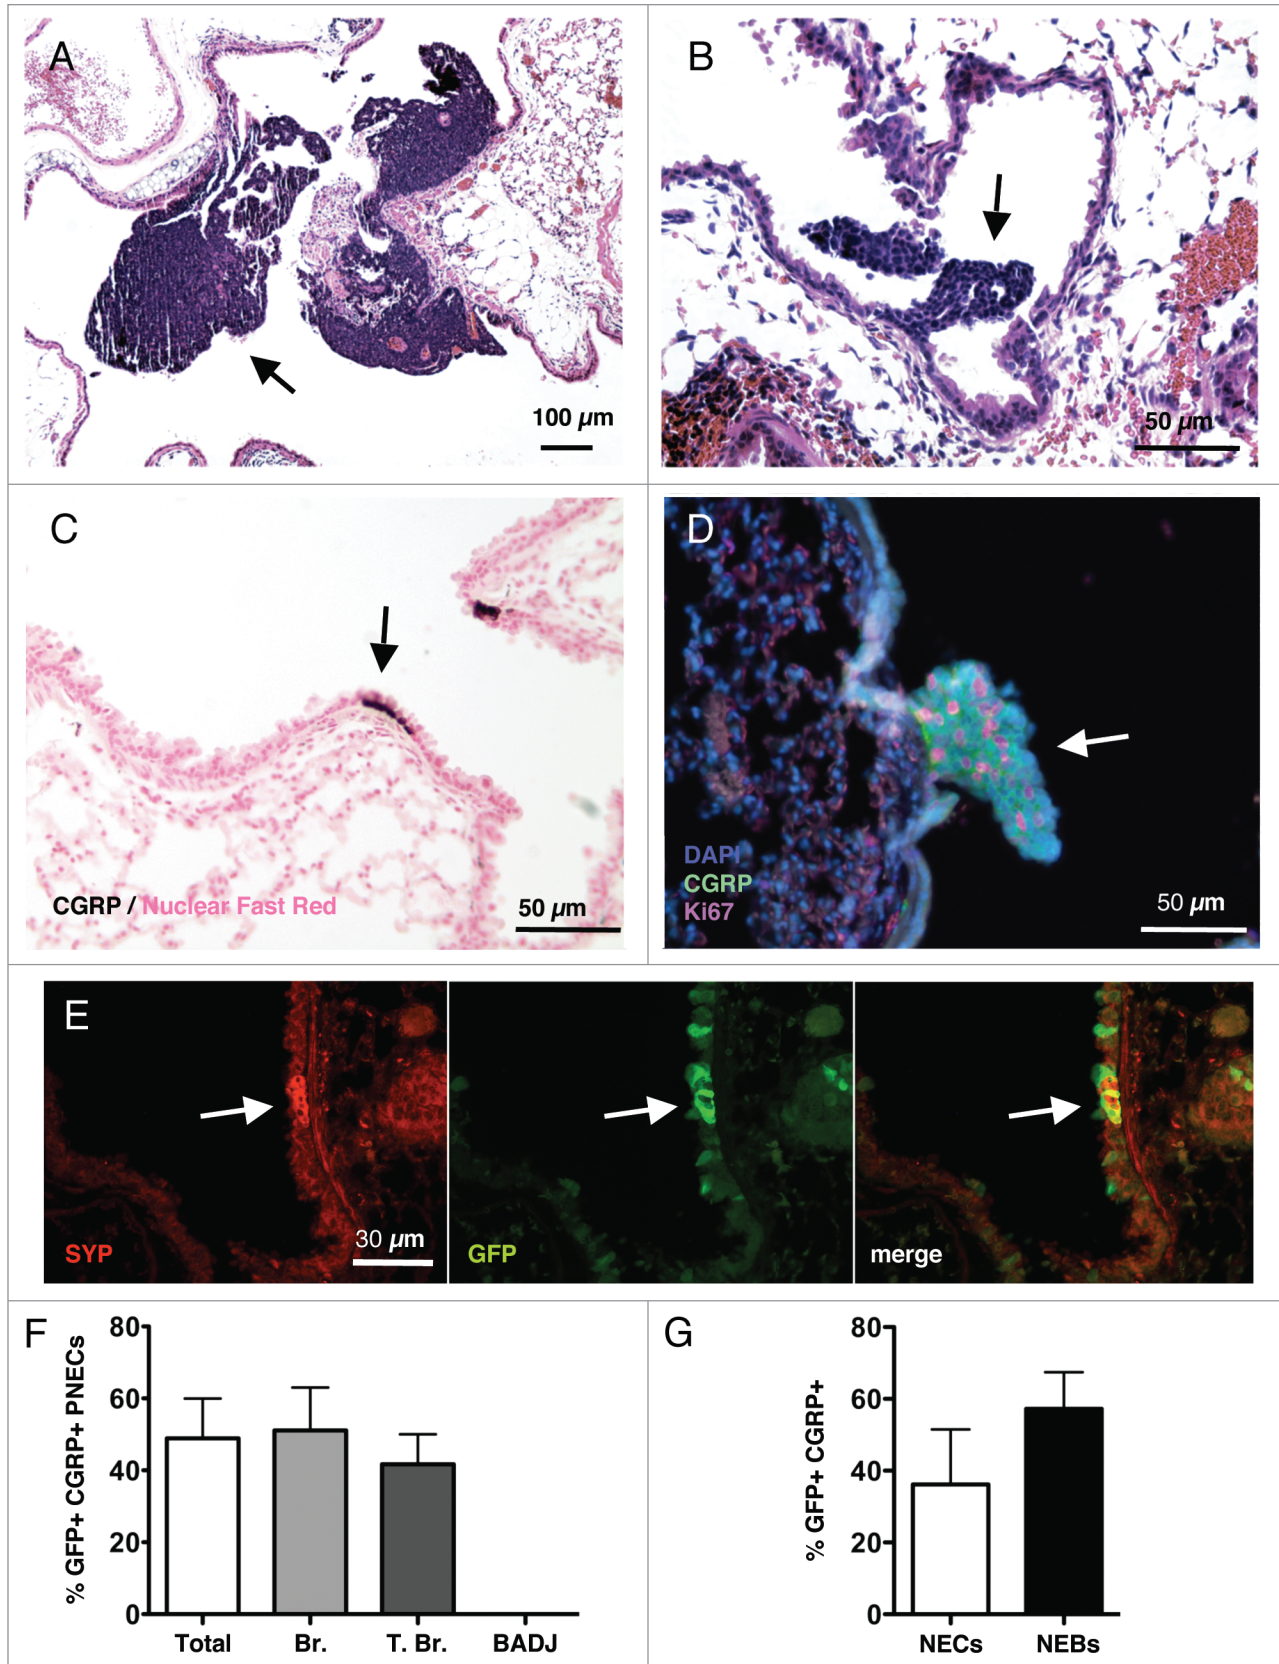 A
100 µm
B
50 µm
C
CGRP / Nuclear Fast Red
50 µm
D
DAPI
CGRP
Ki67
50 µm
E
SYP
30 µm
GFP
merge
F
% GFP+ CGRP+ PNECs
80
60
40
20
0
Total
Br.
T. Br.
BADJ
G
% GFP+ CGRP+
80
60
40
20
0
NECs
NEBs